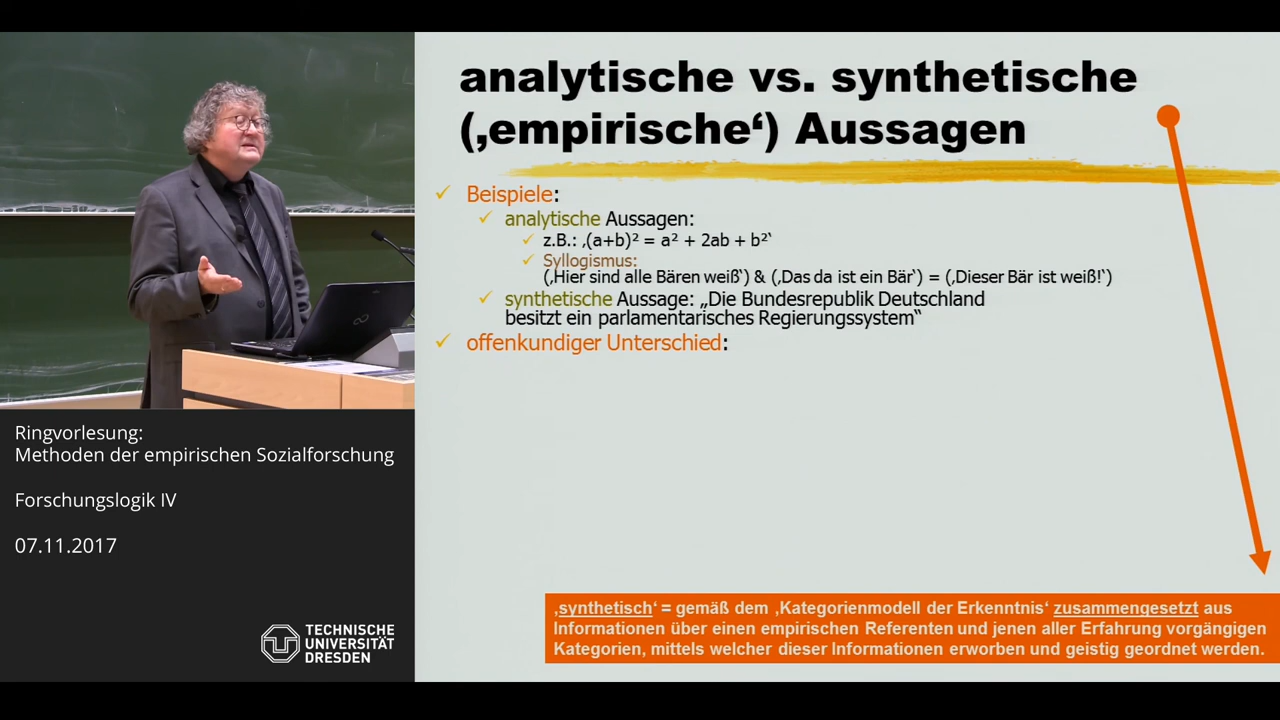 analytische vs. synthetische
(‚empirische‘) Aussagen
Beispiele:
analytische Aussagen:
z.B.: ‚(a+b)² = a² + 2ab + b²‘
Syllogismus:
(‚Hier sind alle Bären weiß‘) & (‚Das da ist ein Bär‘) = (‚Dieser Bär ist weiß!‘)
synthetische Aussage: „Die Bundesrepublik Deutschland
besitzt ein parlamentarisches Regierungssystem“
offenkundiger Unterschied:
‚synthetisch‘ = gemäß dem ‚Kategorienmodell der Erkenntnis‘ zusammengesetzt aus
Informationen über einen empirischen Referenten und jenen aller Erfahrung vorgängigen
Kategorien, mittels welcher dieser Informationen erworben und geistig geordnet werden.
Ringvorlesung:
Methoden der empirischen Sozialforschung
Forschungslogik IV
07.11.2017
TECHNISCHE
UNIVERSITÄT
DRESDEN